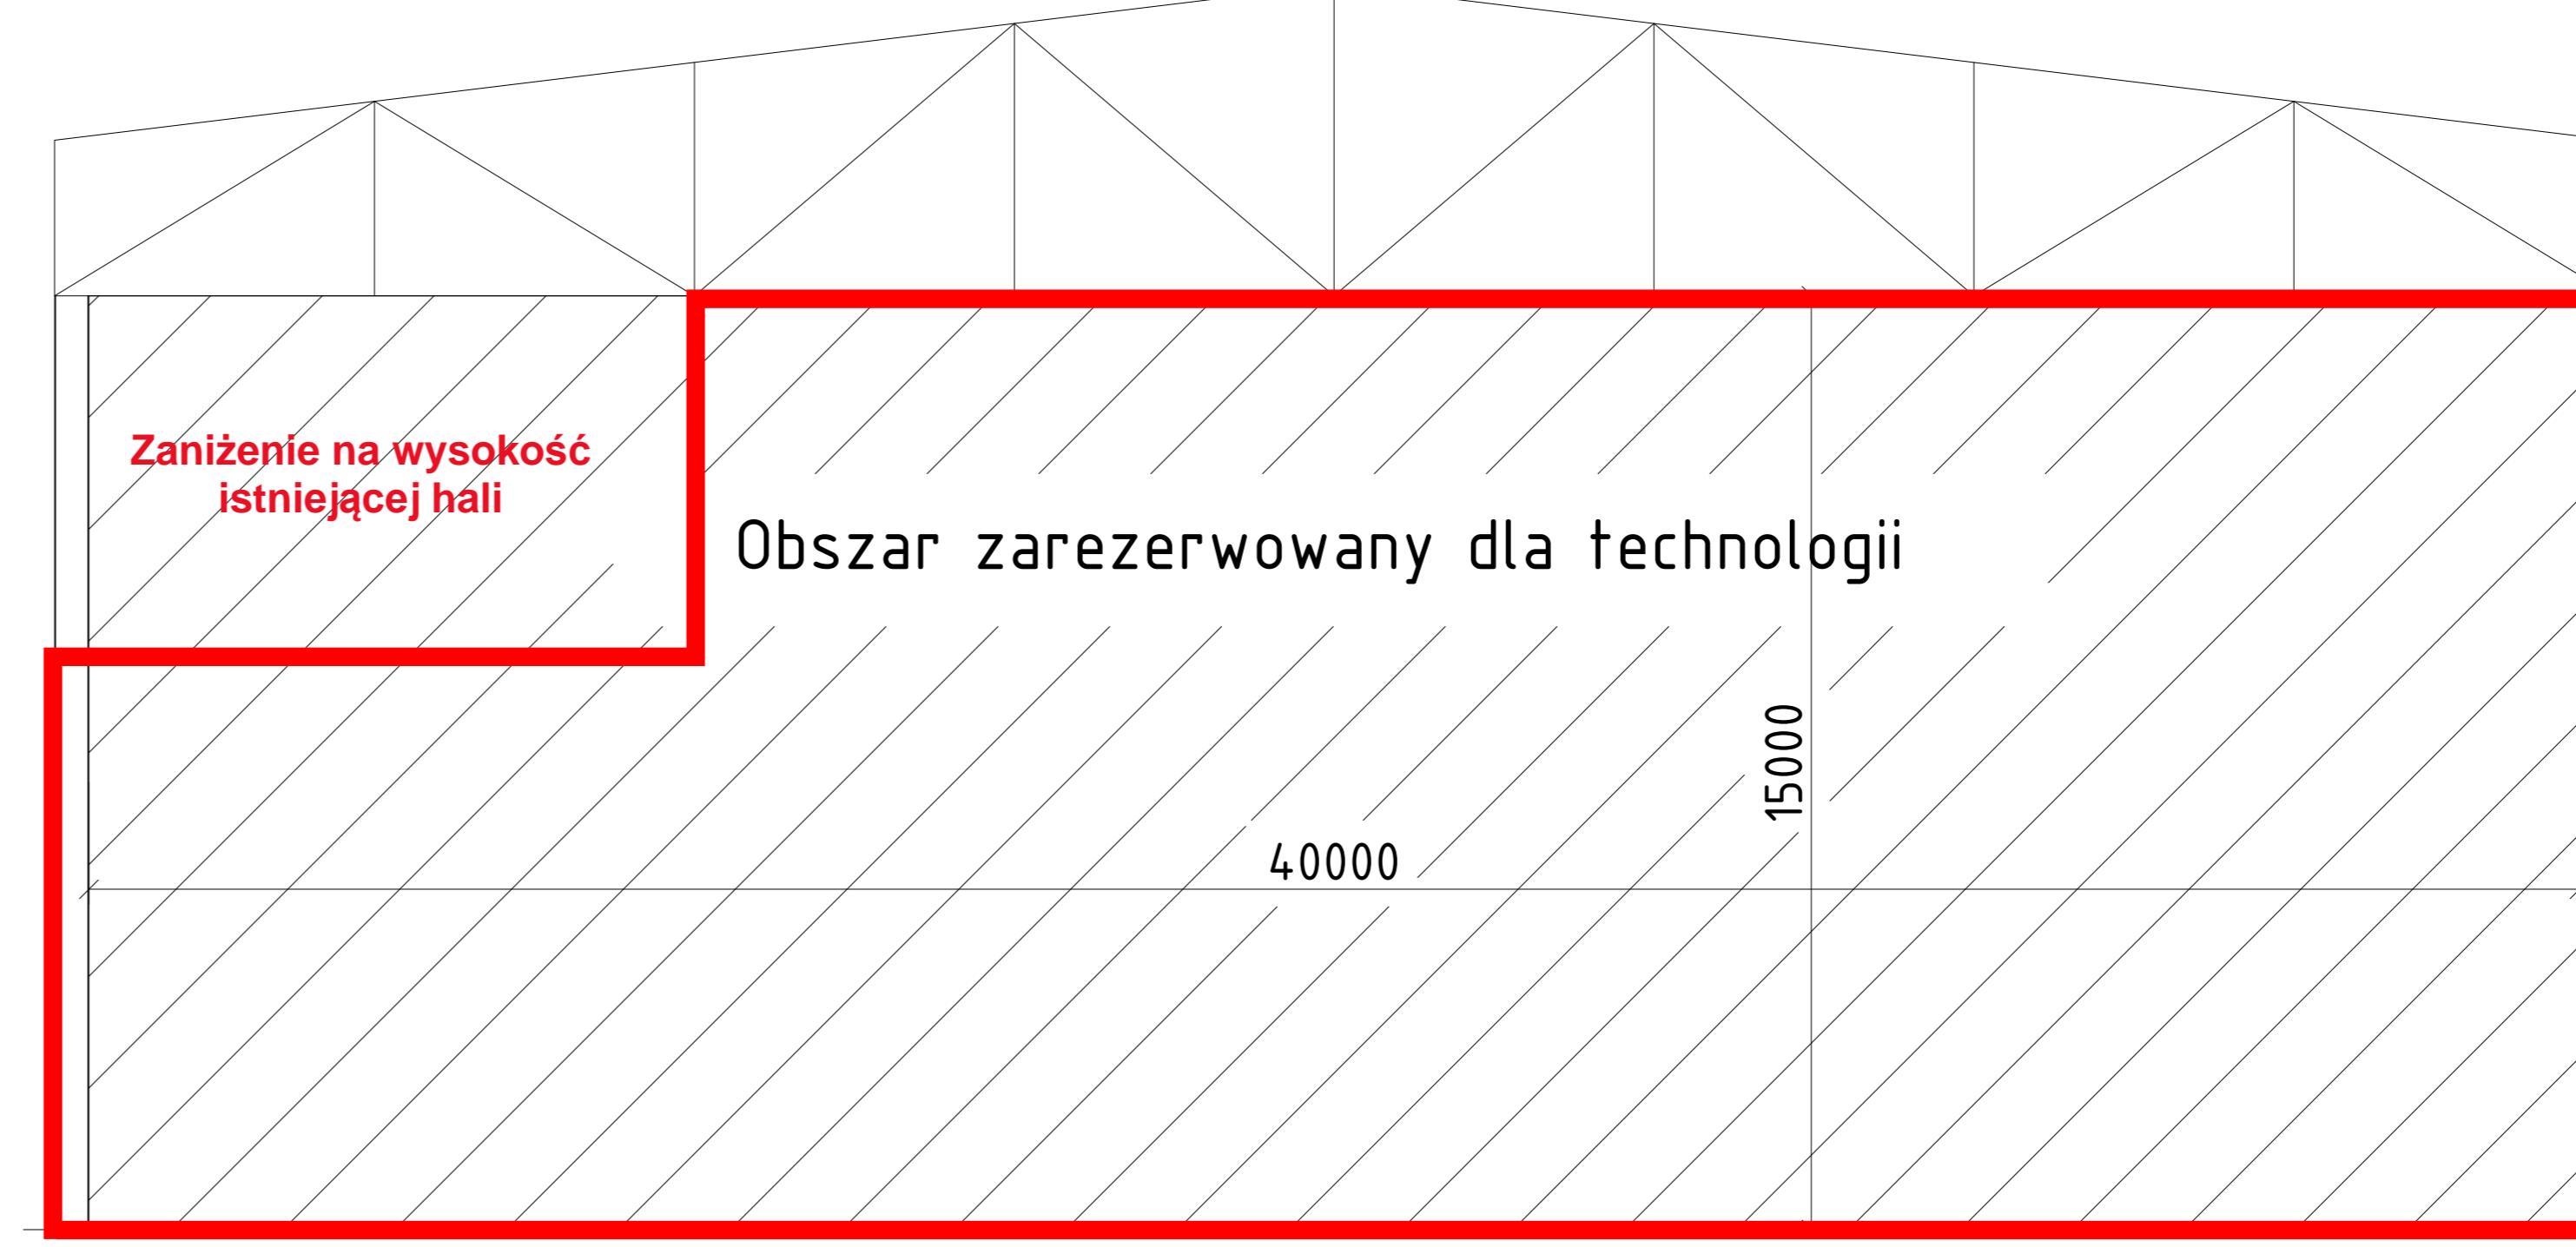 Zaniżenie na wysokość
istniejącej hali
Obszar zarezerwowany dla technologii
15000
40000